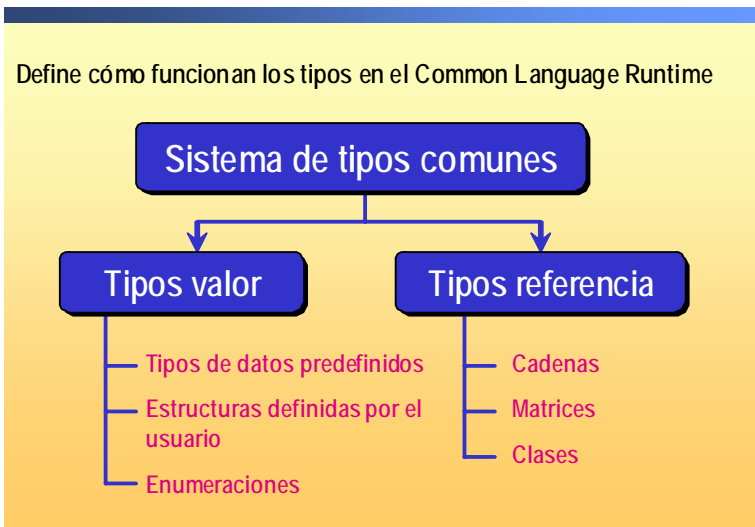 Define cómo funcionan los tipos en el Common Language Runtime
Sistema de tipos comunes
Tipos valor
Tipos de datos predefinidos
Estructuras definidas por el
usuario
Enumeraciones
Tipos referencia
Cadenas
Matrices
Clases